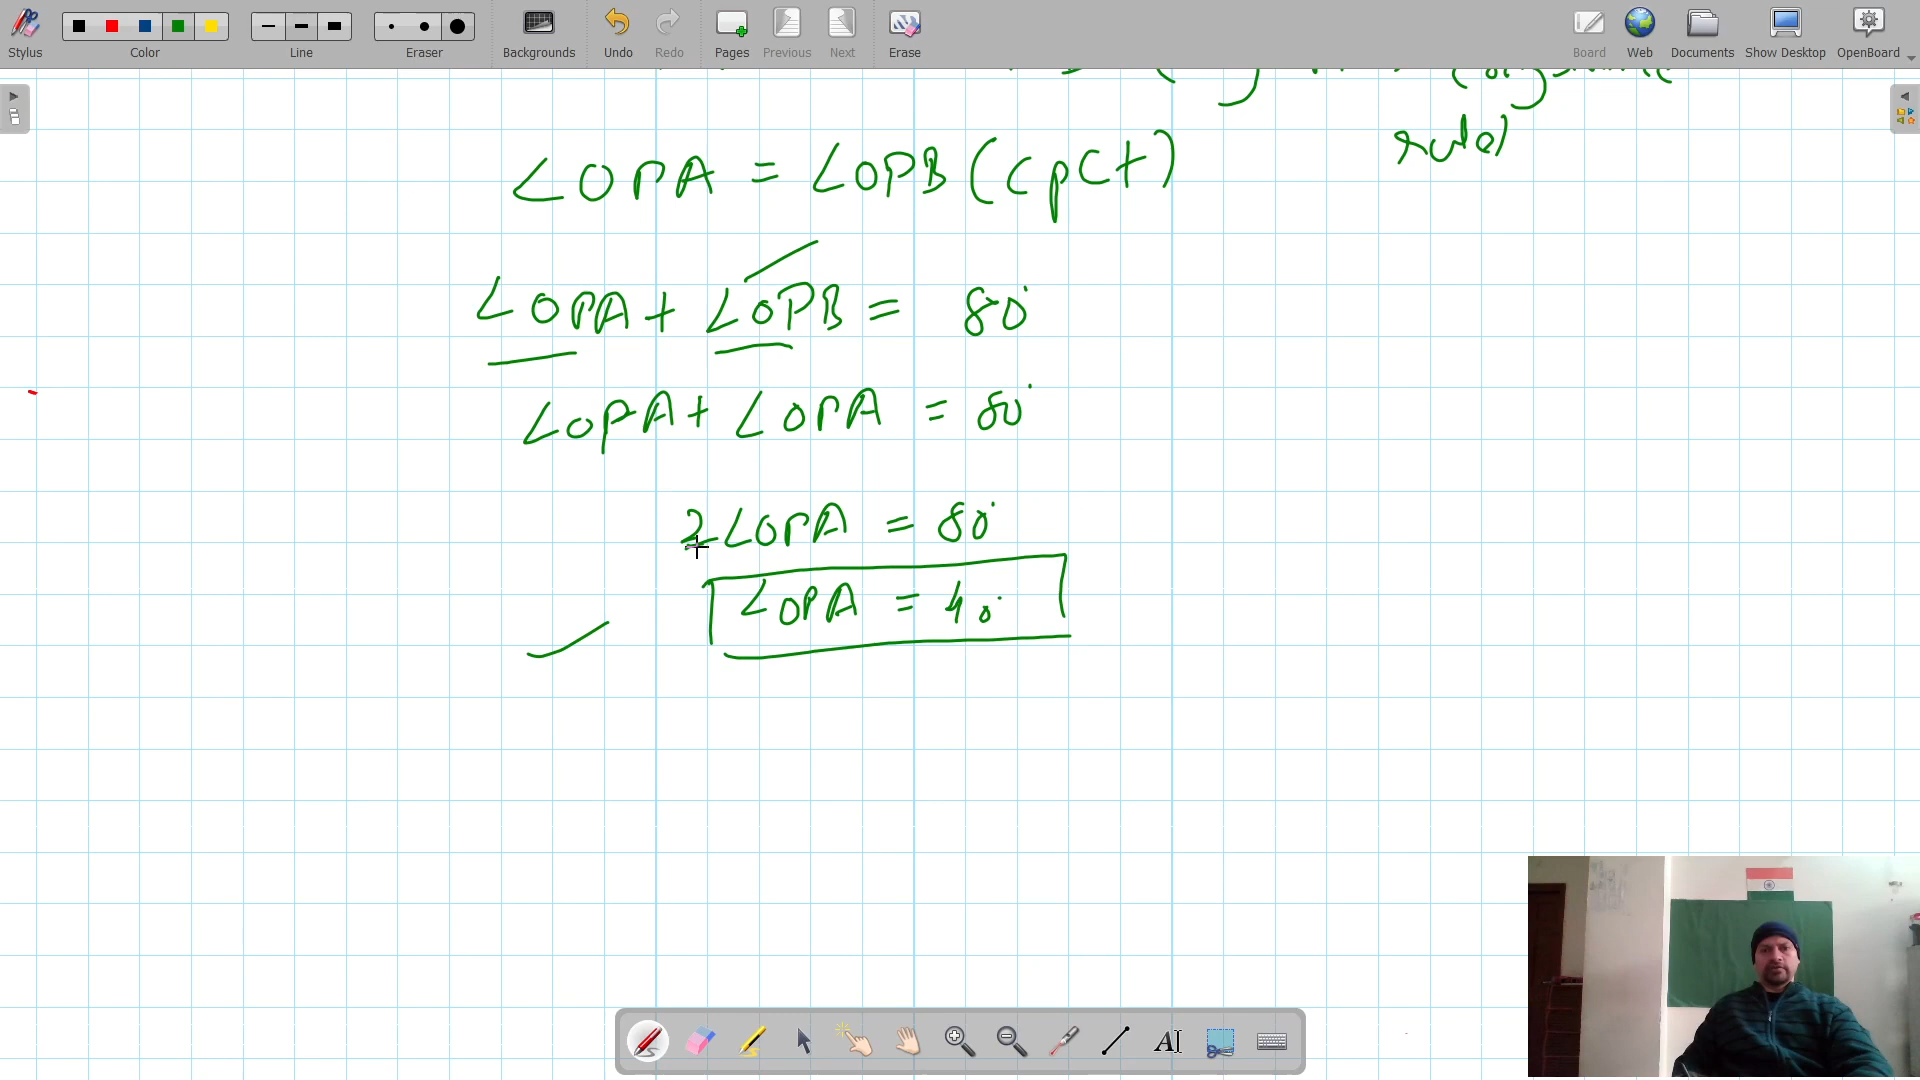 Stylus Color Line Eraser Backgrounds Undo Redo Pages Previous Next Erase Board Web Documents Show Desktop OpenBoard
∠OPA = ∠OPB (CpCt)
∠OPA + ∠OPB = 80°
∠OPA + ∠OPA = 80°
2∠OPA = 80°
∠OPA = 40°